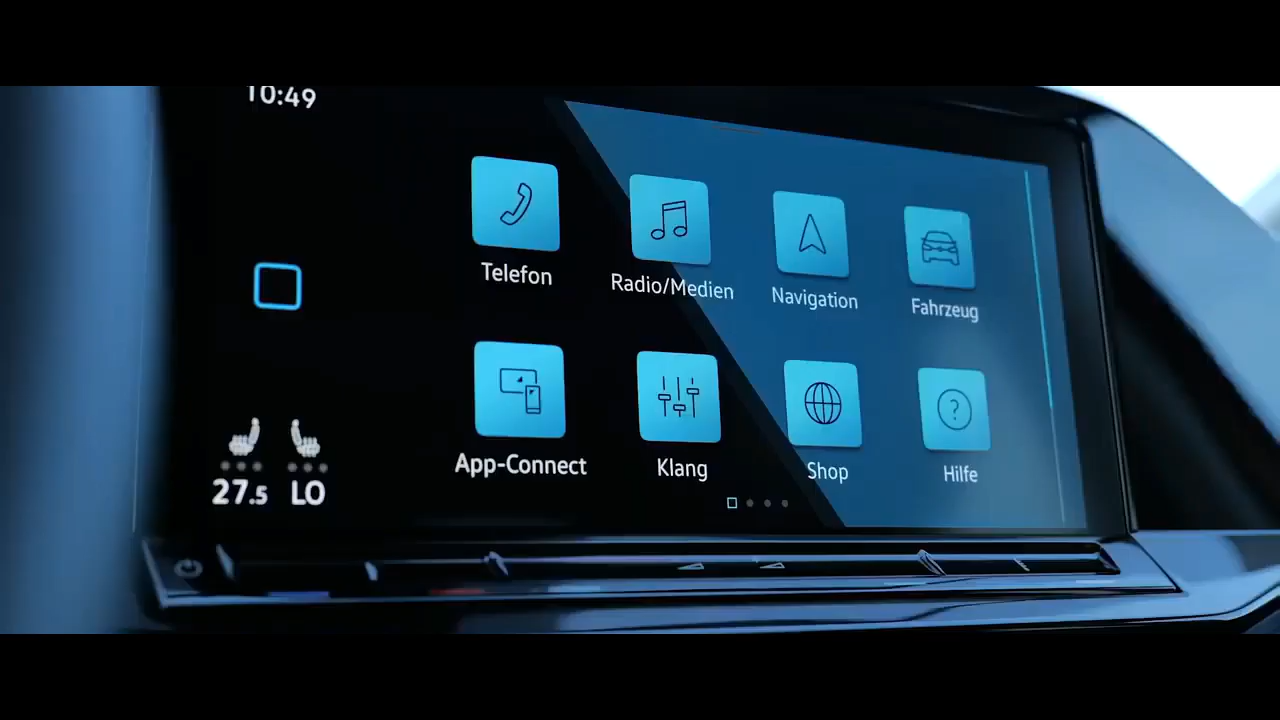 10:49
Telefon
Radio/Medien
Navigation
Fahrzeug
App-Connect
Klang
Shop
?
Hilfe
27.5 LO